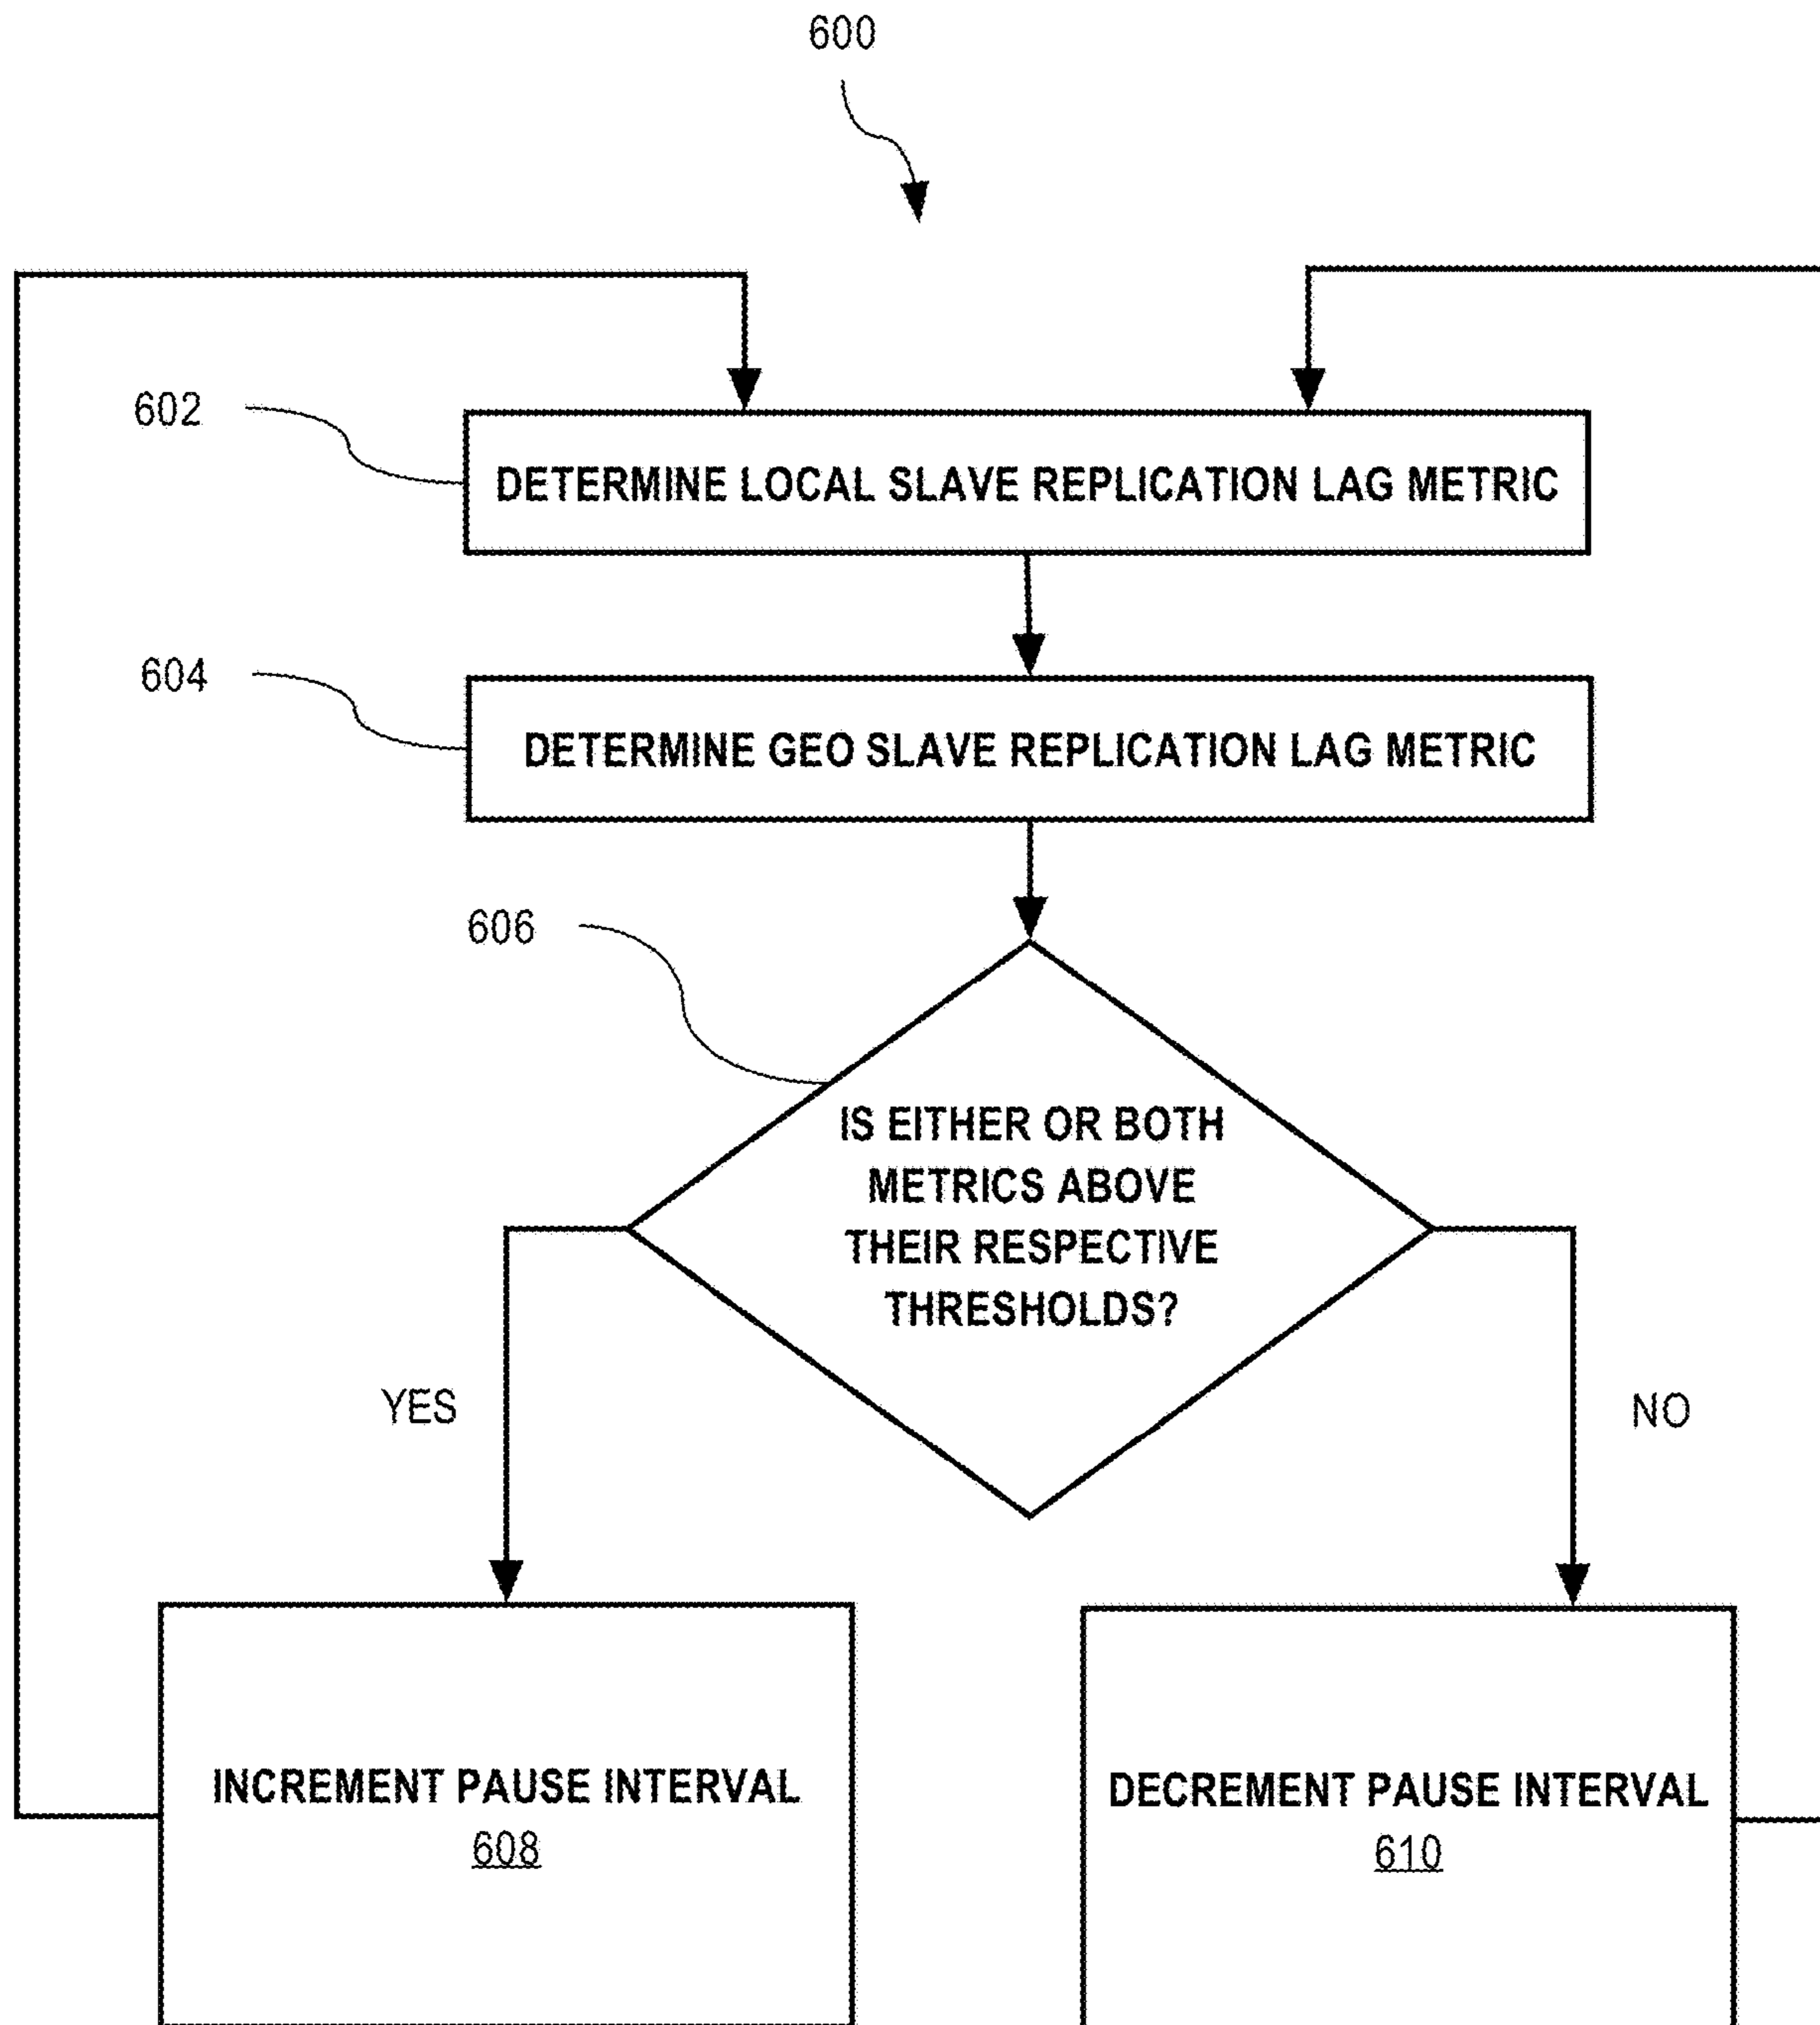 600
602
DETERMINE LOCAL SLAVE REPLICATION LAG METRIC
604
DETERMINE GEO SLAVE REPLICATION LAG METRIC
606
IS EITHER OR BOTH
METRICS ABOVE
THEIR RESPECTIVE
THRESHOLDS?
YES
NO
INCREMENT PAUSE INTERVAL
608
DECREMENT PAUSE INTERVAL
610